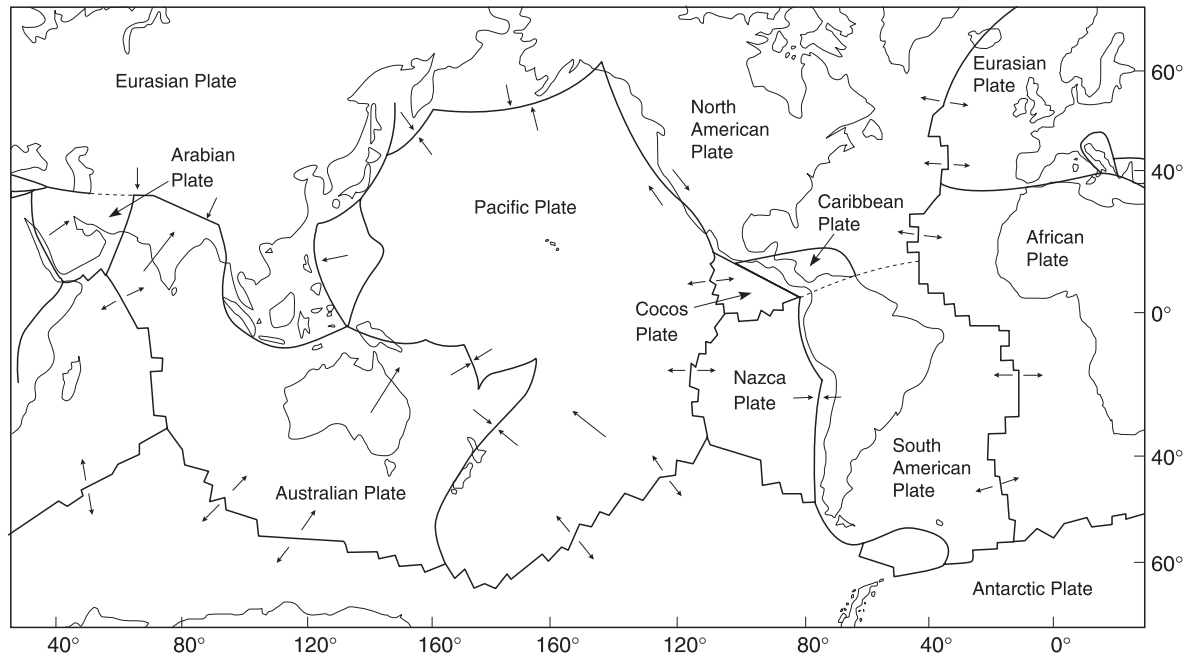 Eurasian Plate
Arabian
Plate
Pacific Plate
North
American
Plate
Eurasian
Plate
60°
40°
Caribbean
Plate
African
Plate
Cocos
Plate
0°
Nazca
Plate
South
American
Plate
40°
Australian Plate
60°
Antarctic Plate
40° 80° 120° 160° 160° 120° 80° 40° 0°